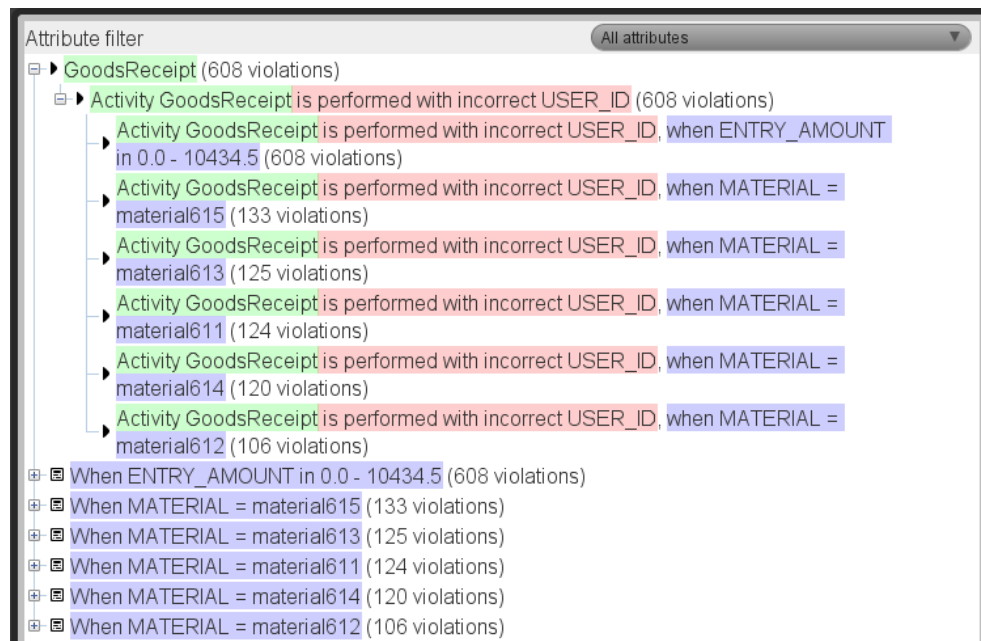 Attribute filter All attributes
GoodsReceipt (608 violations)
Activity GoodsReceipt is performed with incorrect USER_ID (608 violations)
Activity GoodsReceipt is performed with incorrect USER_ID, when ENTRY_AMOUNT
in 0.0 - 10434.5 (608 violations)
Activity GoodsReceipt is performed with incorrect USER_ID, when MATERIAL =
material615 (133 violations)
Activity GoodsReceipt is performed with incorrect USER_ID, when MATERIAL =
material613 (125 violations)
Activity GoodsReceipt is performed with incorrect USER_ID, when MATERIAL =
material611 (124 violations)
Activity GoodsReceipt is performed with incorrect USER_ID, when MATERIAL =
material614 (120 violations)
Activity GoodsReceipt is performed with incorrect USER_ID, when MATERIAL =
material612 (106 violations)
When ENTRY_AMOUNT in 0.0 - 10434.5 (608 violations)
When MATERIAL = material615 (133 violations)
When MATERIAL = material613 (125 violations)
When MATERIAL = material611 (124 violations)
When MATERIAL = material614 (120 violations)
When MATERIAL = material612 (106 violations)